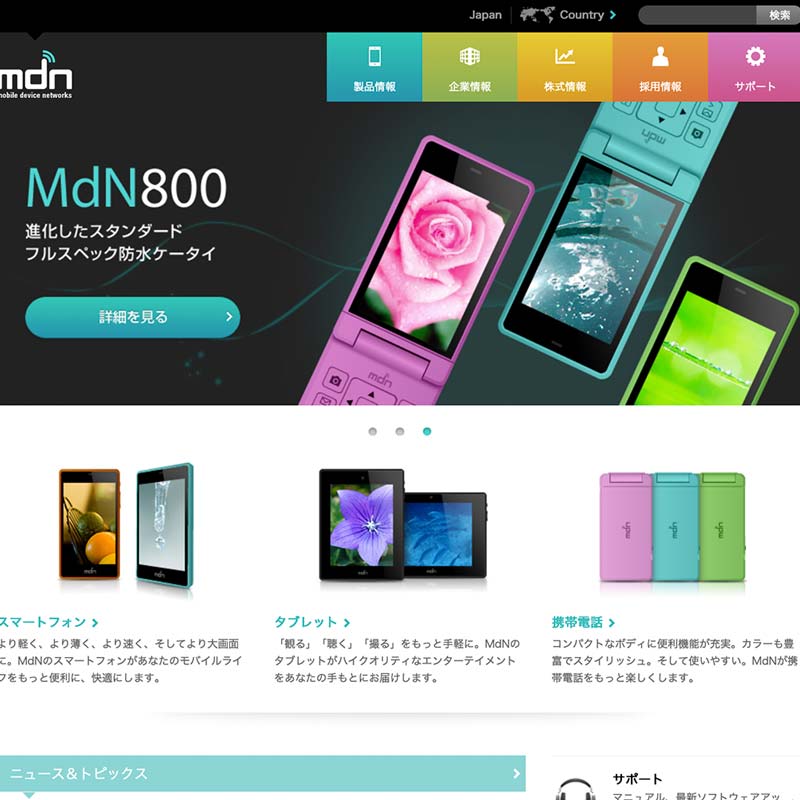 Japan
Country
検索
mdn
mobile device networks
製品情報
企業情報
株式情報
採用情報
サポート
MdN800
進化したスタンダード
フルスペック防水ケータイ
詳細を見る
mdn
mdn
mdn
mdn
mdn
mdn
mdn
mdn
mdn
スマートフォン
より軽く、より薄く、より速く、そしてより大画面
に。MdNのスマートフォンがあなたのモバイルライ
フをもっと便利に、快適にします。
タブレット
「観る」「聴く」「撮る」をもっと手軽に。MdNの
タブレットがハイクオリティなエンターテイメント
をあなたの手もとにお届けします。
携帯電話
コンパクトなボディに便利機能が充実。カラーも豊
富でスタイリッシュ。そして使いやすい。MdNが携
帯電話をもっと楽しくします。
ニュース&トピックス
サポート
マニュアル、最新ソフトウェアアッ